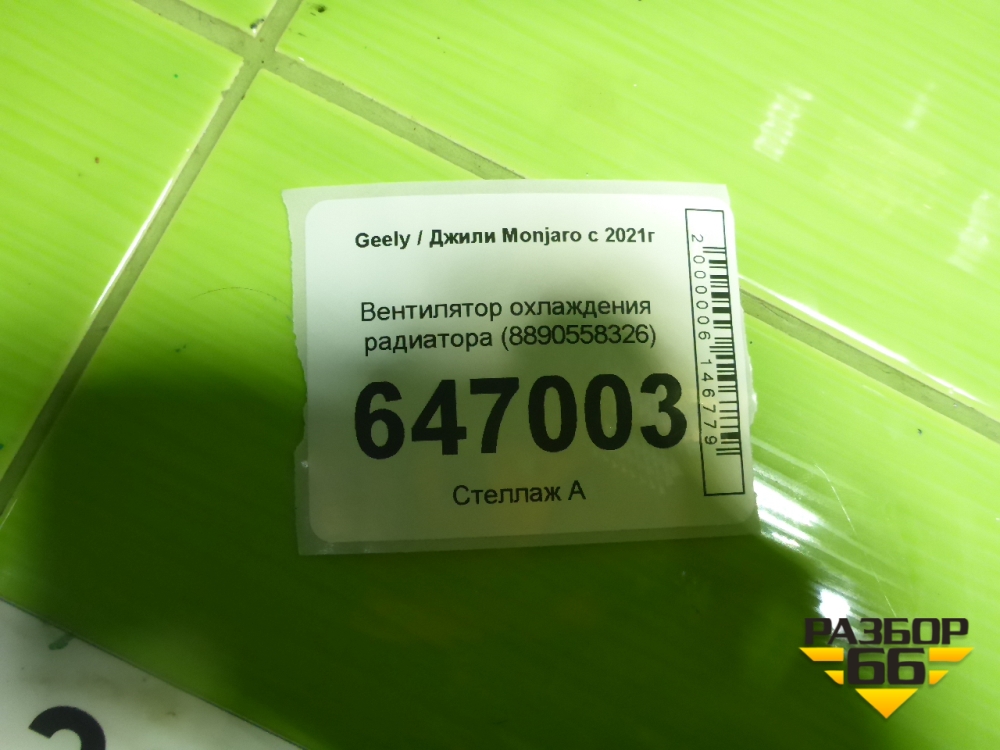 Geely / Джили Monjaro с 2021г
Вентилятор охлаждения
радиатора (8890558326)
647003
Стеллаж А
2000006146779
РАЗБОР
66